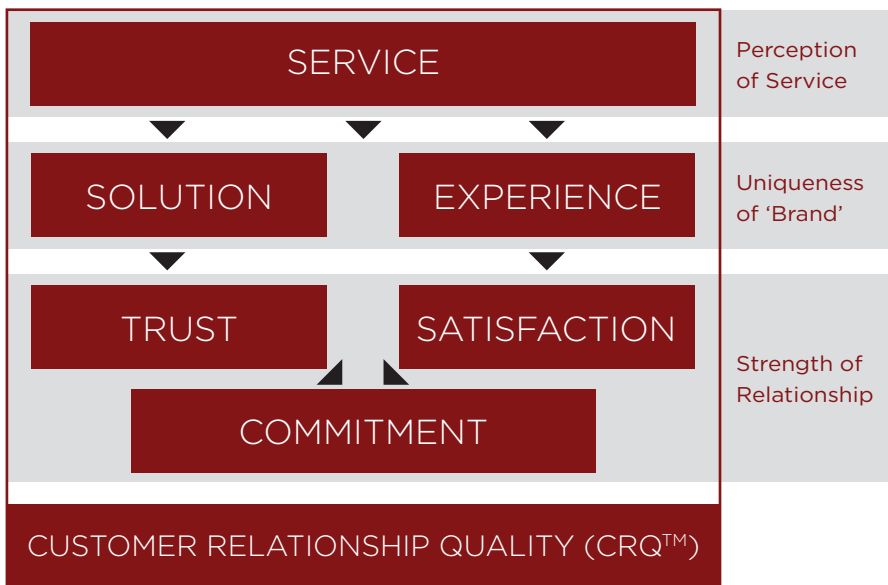 SERVICE
Perception
of Service
SOLUTION
EXPERIENCE
Uniqueness
of ‘Brand’
TRUST
SATISFACTION
Strength of
Relationship
COMMITMENT
CUSTOMER RELATIONSHIP QUALITY (CRQ™)